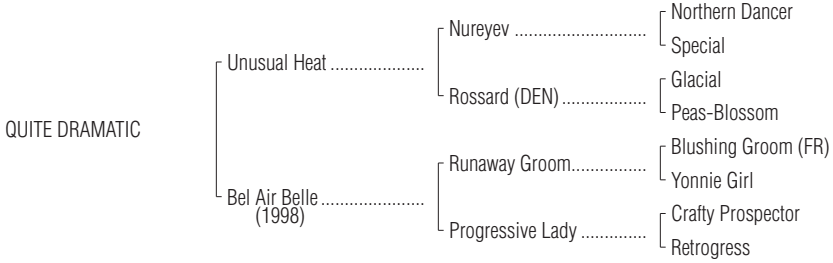 Northern Dancer
Nureyev ............................
Special
Unusual Heat ....................
Glacial
Rossard (DEN) ..................
Peas-Blossom
QUITE DRAMATIC
Blushing Groom (FR)
Runaway Groom................
Yonnie Girl
Bel Air Belle ......................
(1998)
Crafty Prospector
Progressive Lady ..............
Retrogress